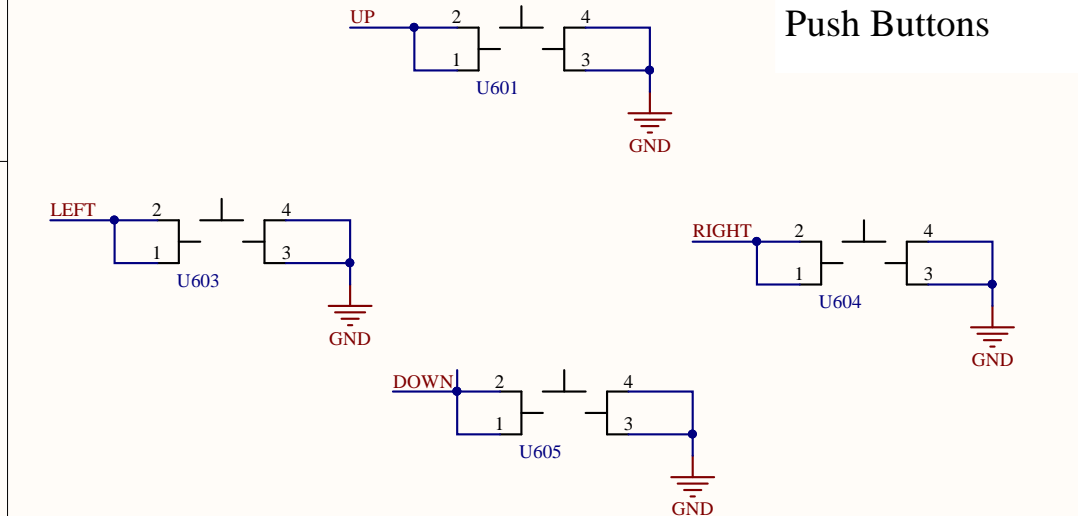 Push Buttons
UP
2
4
1
3
U601
GND
LEFT
2
4
1
3
U603
GND
RIGHT
2
4
1
3
U604
GND
DOWN
2
4
1
3
U605
GND